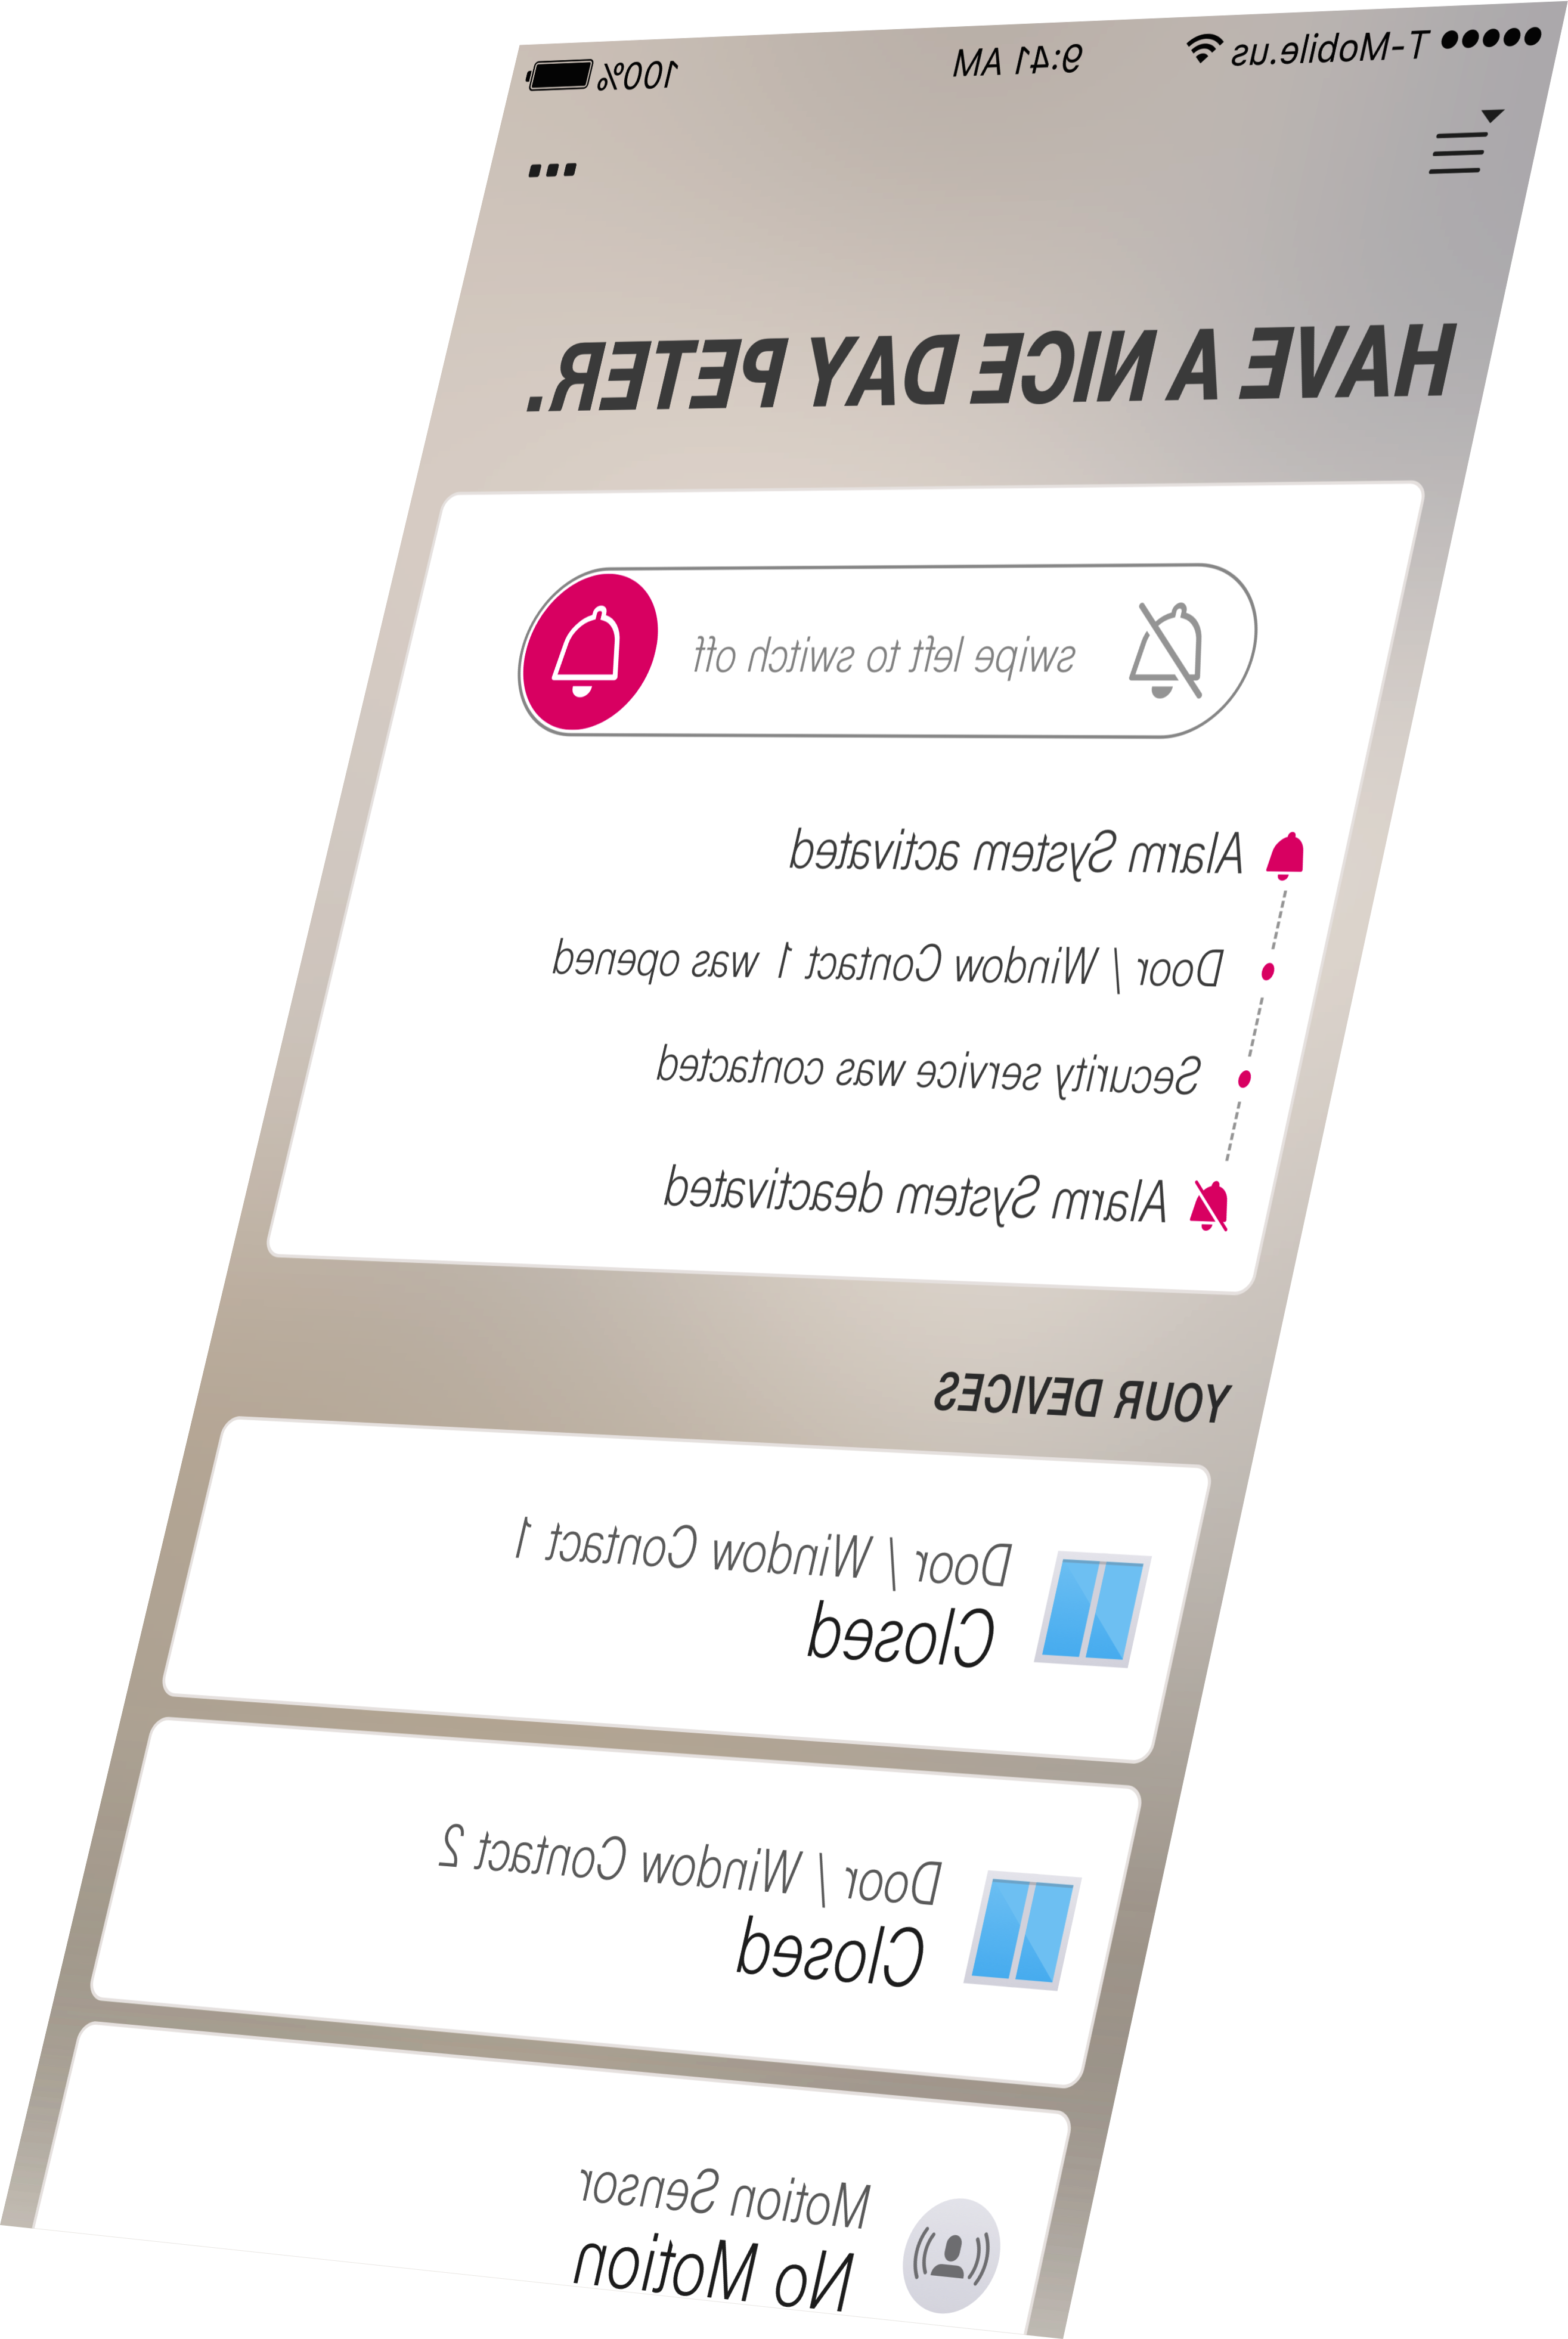 T-Mobile.us 9:41 AM 100%
HAVE A NICE DAY PETER.
swipe left to switch off
Alarm System activated
Door / Window Contact 1 was opened
Security service was contacted
Alarm System deactivated
YOUR DEVICES
Door / Window Contact 1
Closed
Door / Window Contact 2
Closed
Motion Sensor
No Motion